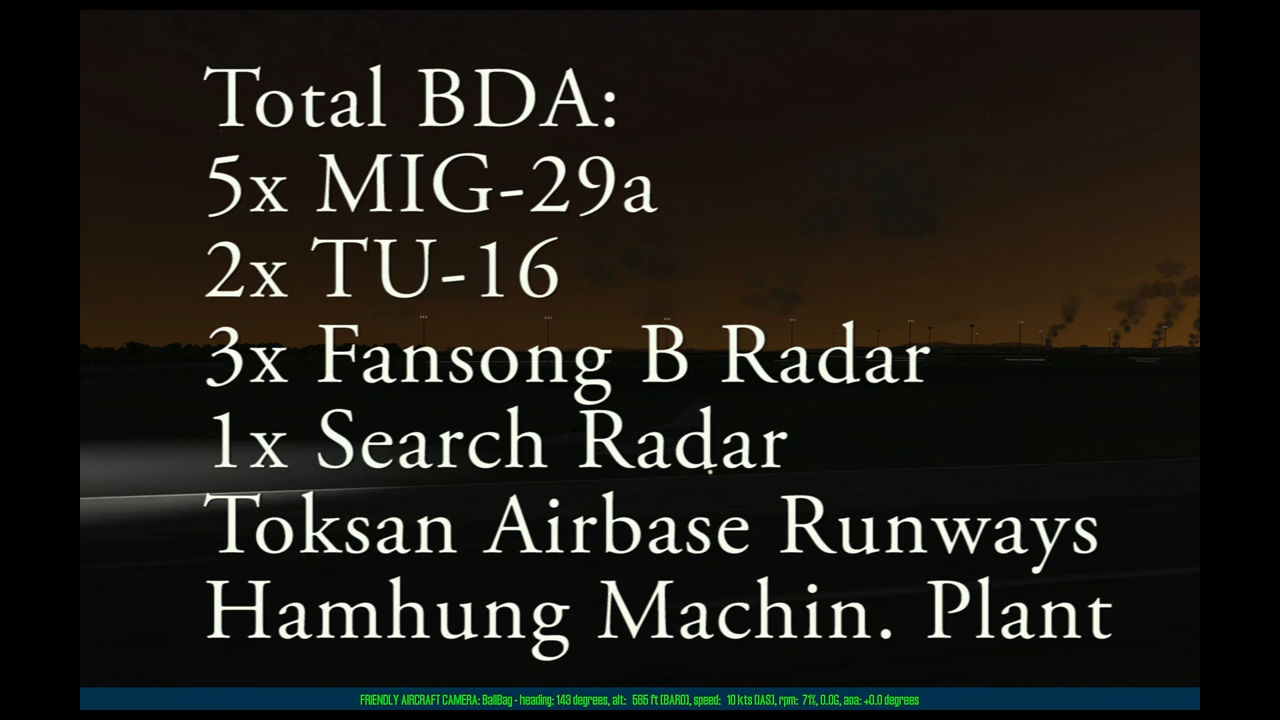 Total BDA:
5x MIG-29a
2x TU-16
3x Fansong B Radar
1x Search Radar
Toksan Airbase Runways
Hamhung Machin. Plant
FRIENDLY AIRCRAFT CAMERA: BallBag - heading: 143 degrees, alt: 585 ft (BARO), speed: 10 kts (IAS), rpm: 71%, 0.0G, aoa: +0.0 degrees